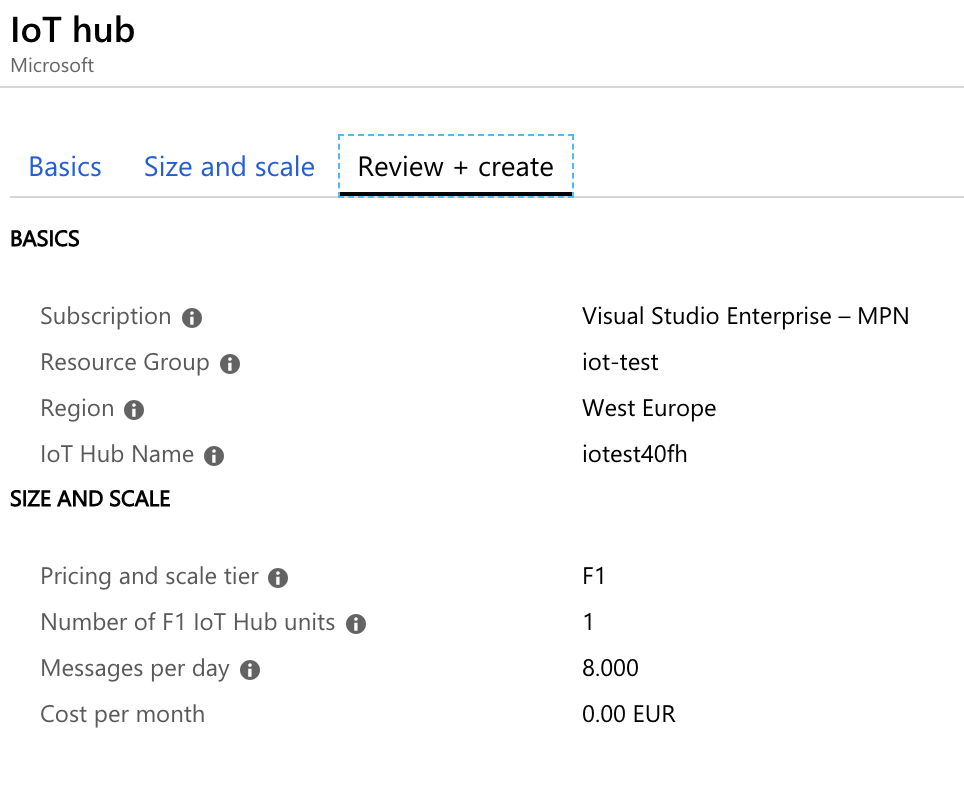 IoT hub
Microsoft
Basics Size and scale Review + create
BASICS
Subscription Visual Studio Enterprise – MPN
Resource Group iot-test
Region West Europe
IoT Hub Name iotest40fh
SIZE AND SCALE
Pricing and scale tier F1
Number of F1 IoT Hub units 1
Messages per day 8.000
Cost per month 0.00 EUR